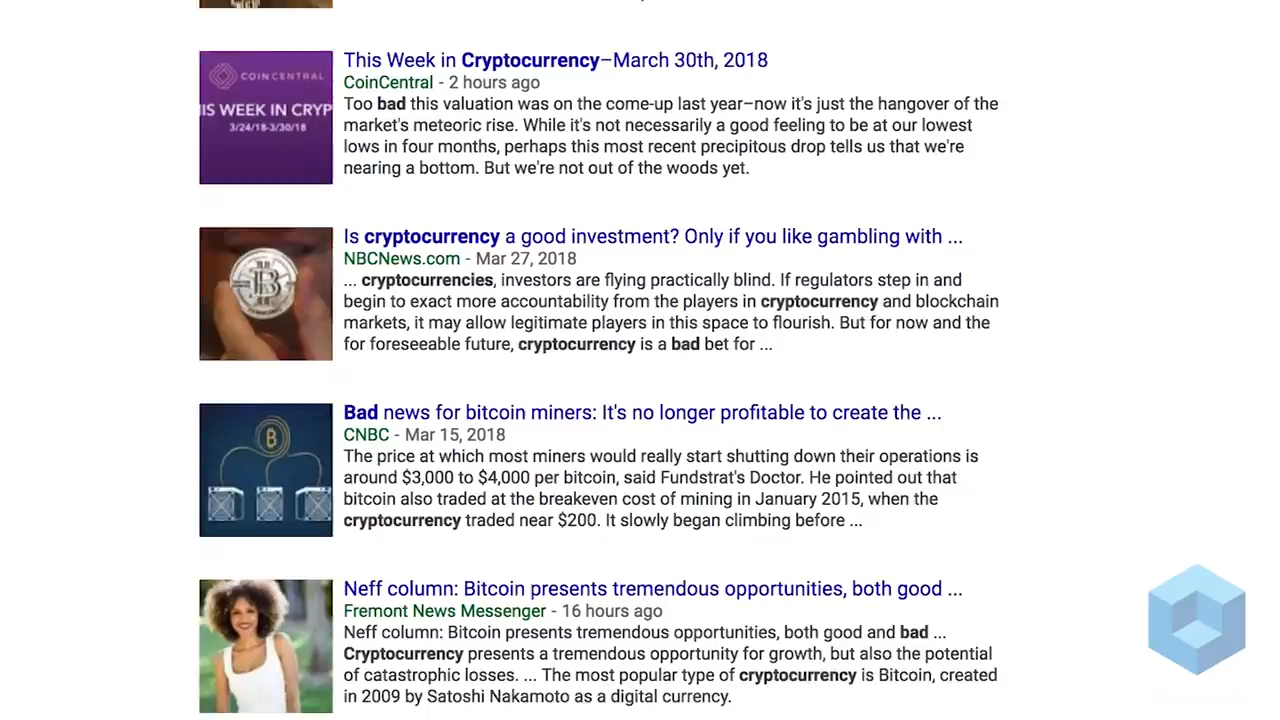 This Week in Cryptocurrency–March 30th, 2018
COINCENTRAL
CoinCentral - 2 hours ago
IS WEEK IN CRYP
3/24/18-3/30/18
Too bad this valuation was on the come-up last year–now it's just the hangover of the
market's meteoric rise. While it's not necessarily a good feeling to be at our lowest
lows in four months, perhaps this most recent precipitous drop tells us that we're
nearing a bottom. But we're not out of the woods yet.
Is cryptocurrency a good investment? Only if you like gambling with ...
NBCNews.com - Mar 27, 2018
... cryptocurrencies, investors are flying practically blind. If regulators step in and
begin to exact more accountability from the players in cryptocurrency and blockchain
markets, it may allow legitimate players in this space to flourish. But for now and the
for foreseeable future, cryptocurrency is a bad bet for ...
Bad news for bitcoin miners: It's no longer profitable to create the ...
CNBC - Mar 15, 2018
The price at which most miners would really start shutting down their operations is
around $3,000 to $4,000 per bitcoin, said Fundstrat's Doctor. He pointed out that
bitcoin also traded at the breakeven cost of mining in January 2015, when the
cryptocurrency traded near $200. It slowly began climbing before ...
Neff column: Bitcoin presents tremendous opportunities, both good ...
Fremont News Messenger - 16 hours ago
Neff column: Bitcoin presents tremendous opportunities, both good and bad ...
Cryptocurrency presents a tremendous opportunity for growth, but also the potential
of catastrophic losses. ... The most popular type of cryptocurrency is Bitcoin, created
in 2009 by Satoshi Nakamoto as a digital currency.